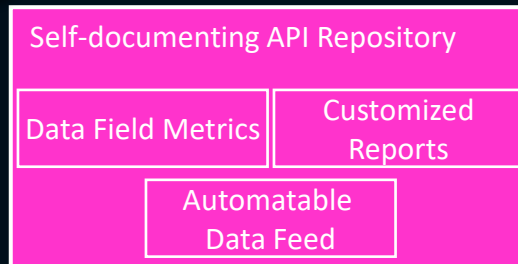 Self-documenting API Repository
Data Field Metrics
Customized
Reports
Automatable
Data Feed